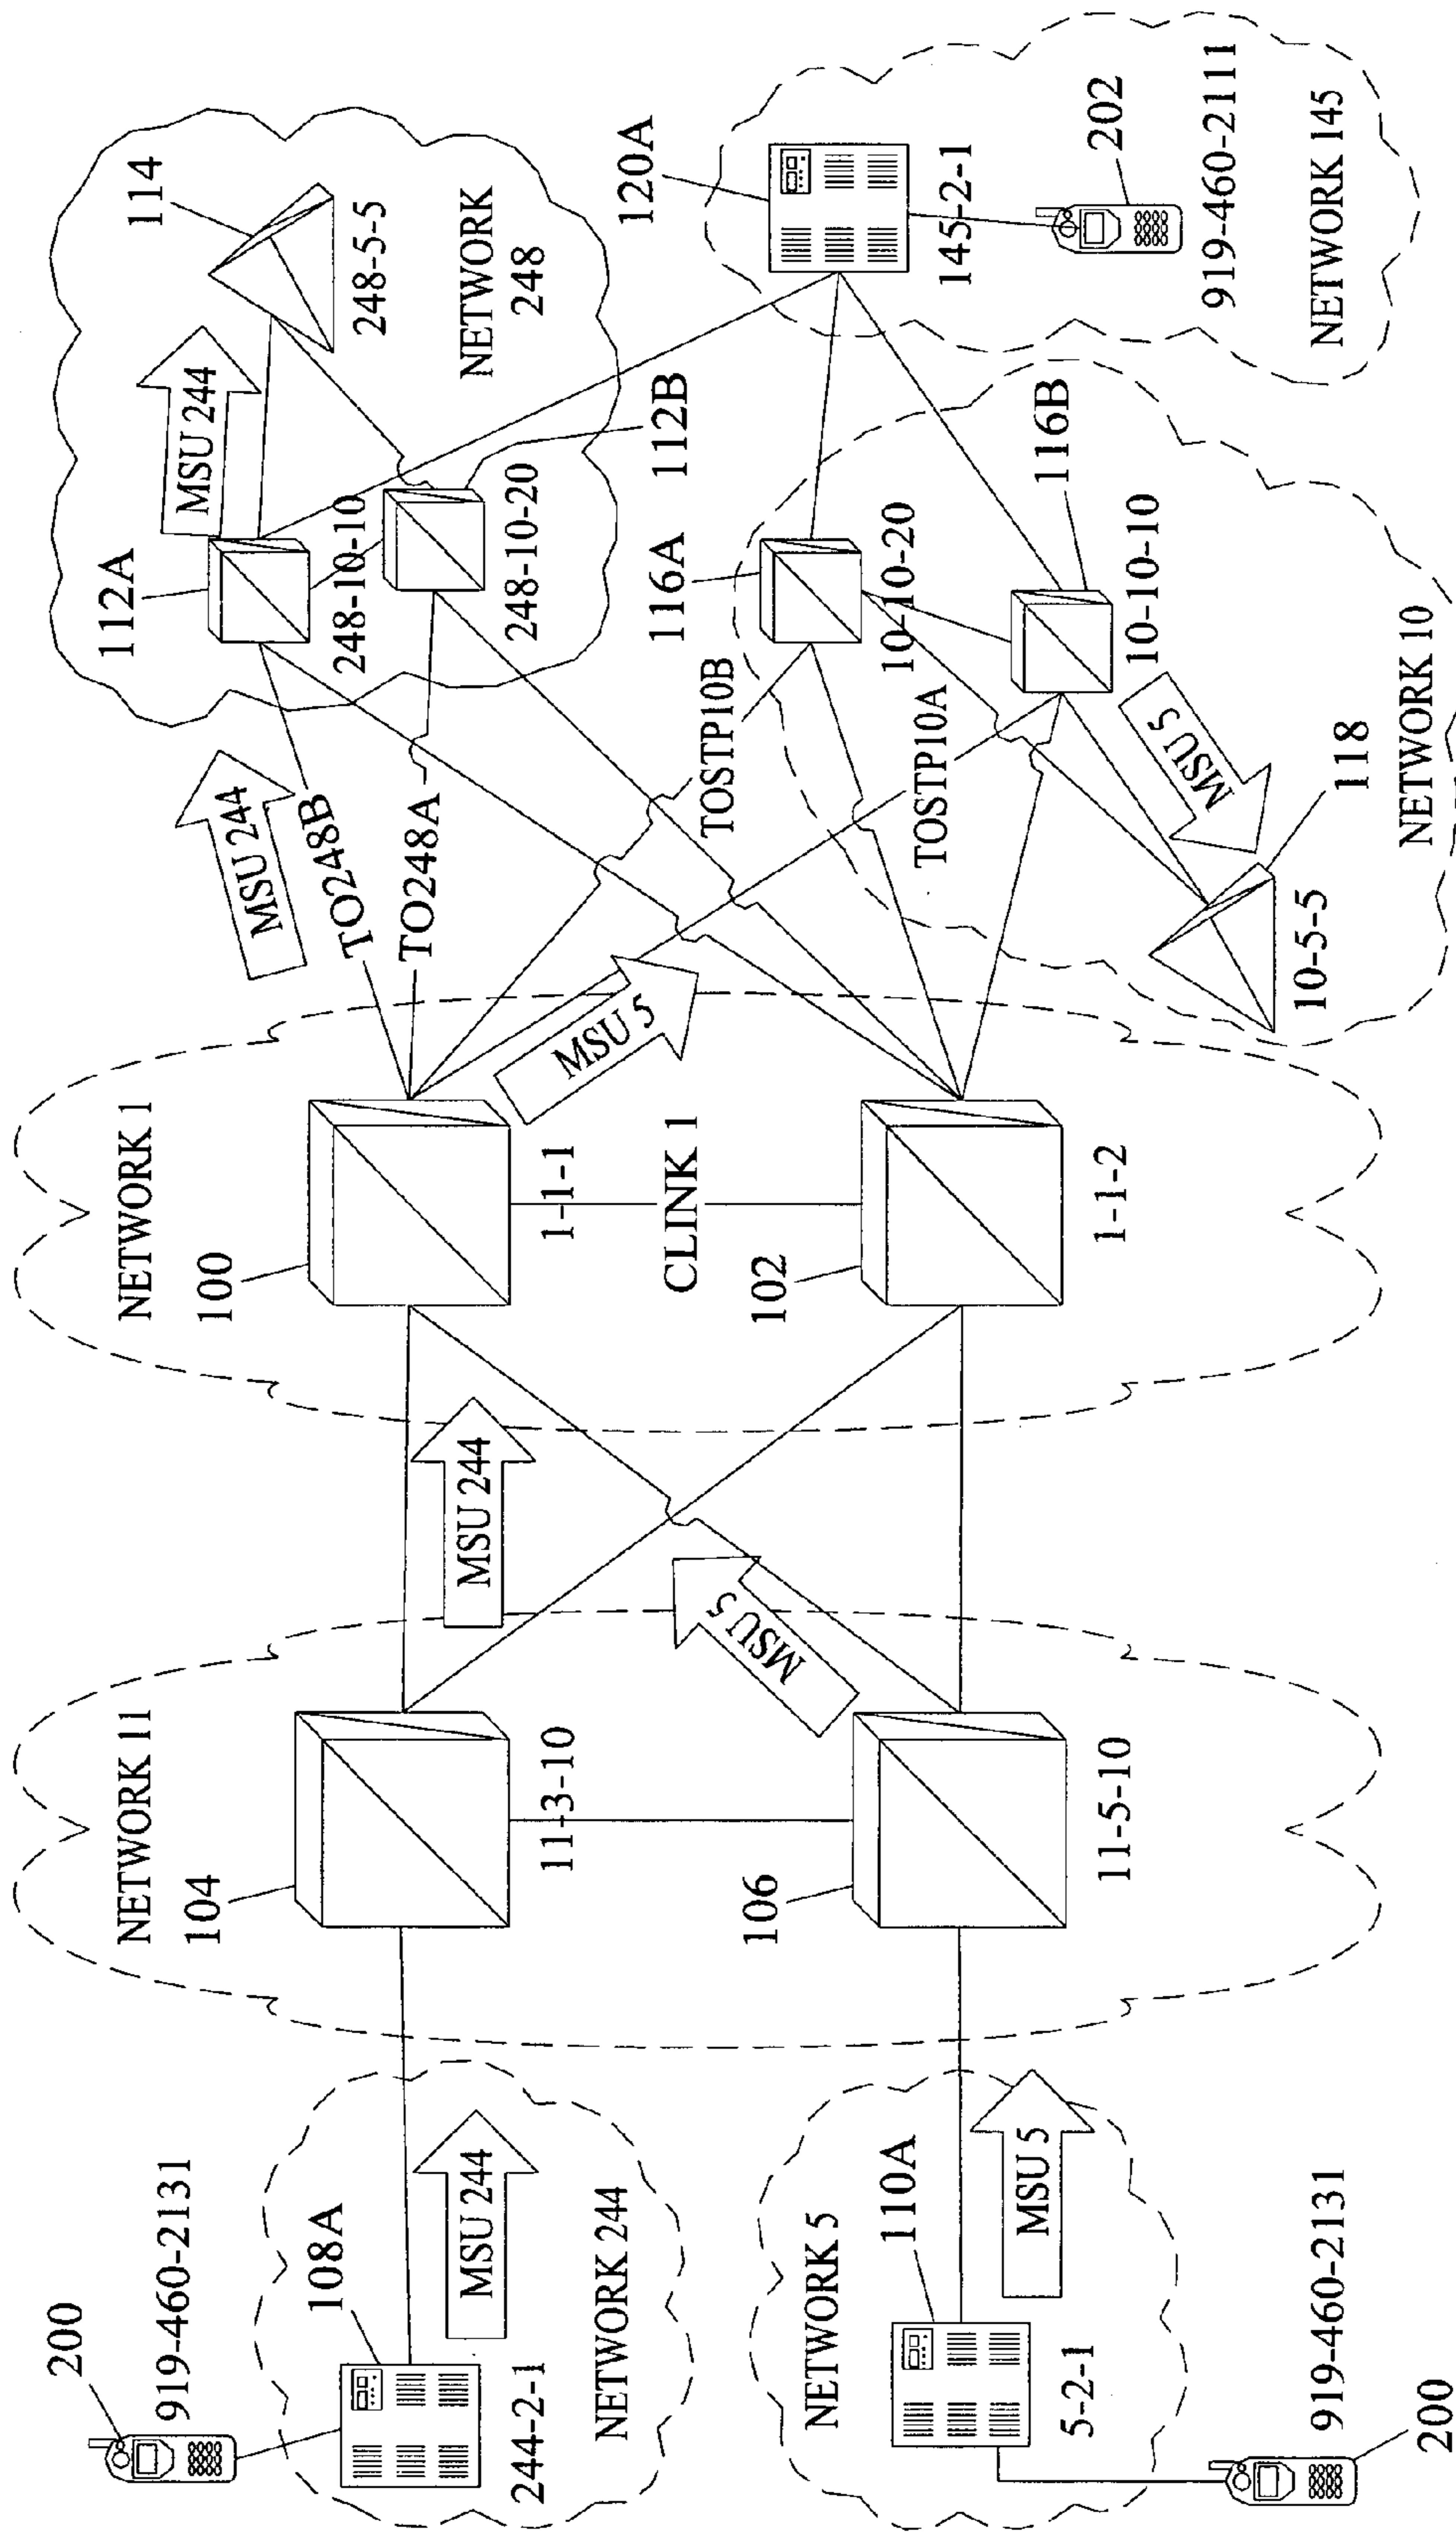 200
919-460-2131
108A
MSU 244
244-2-1
NETWORK 244
NETWORK 5
110A
MSU 5
5-2-1
919-460-2131
200
NETWORK 11
104
11-3-10
106
11-5-10
MSU 244
MSU 5
NETWORK 1
100
1-1-1
CLINK 1
102
1-1-2
MSU 5
MSU 244
TO248B
TO248A
TOSTP10B
TOSTP10A
112A
MSU 244
114
248-5-5
248-10-10
248-10-20
112B
NETWORK
248
116A
10-10-20
116B
10-10-10
MSU 5
118
10-5-5
NETWORK 10
120A
145-2-1
202
919-460-2111
NETWORK 145